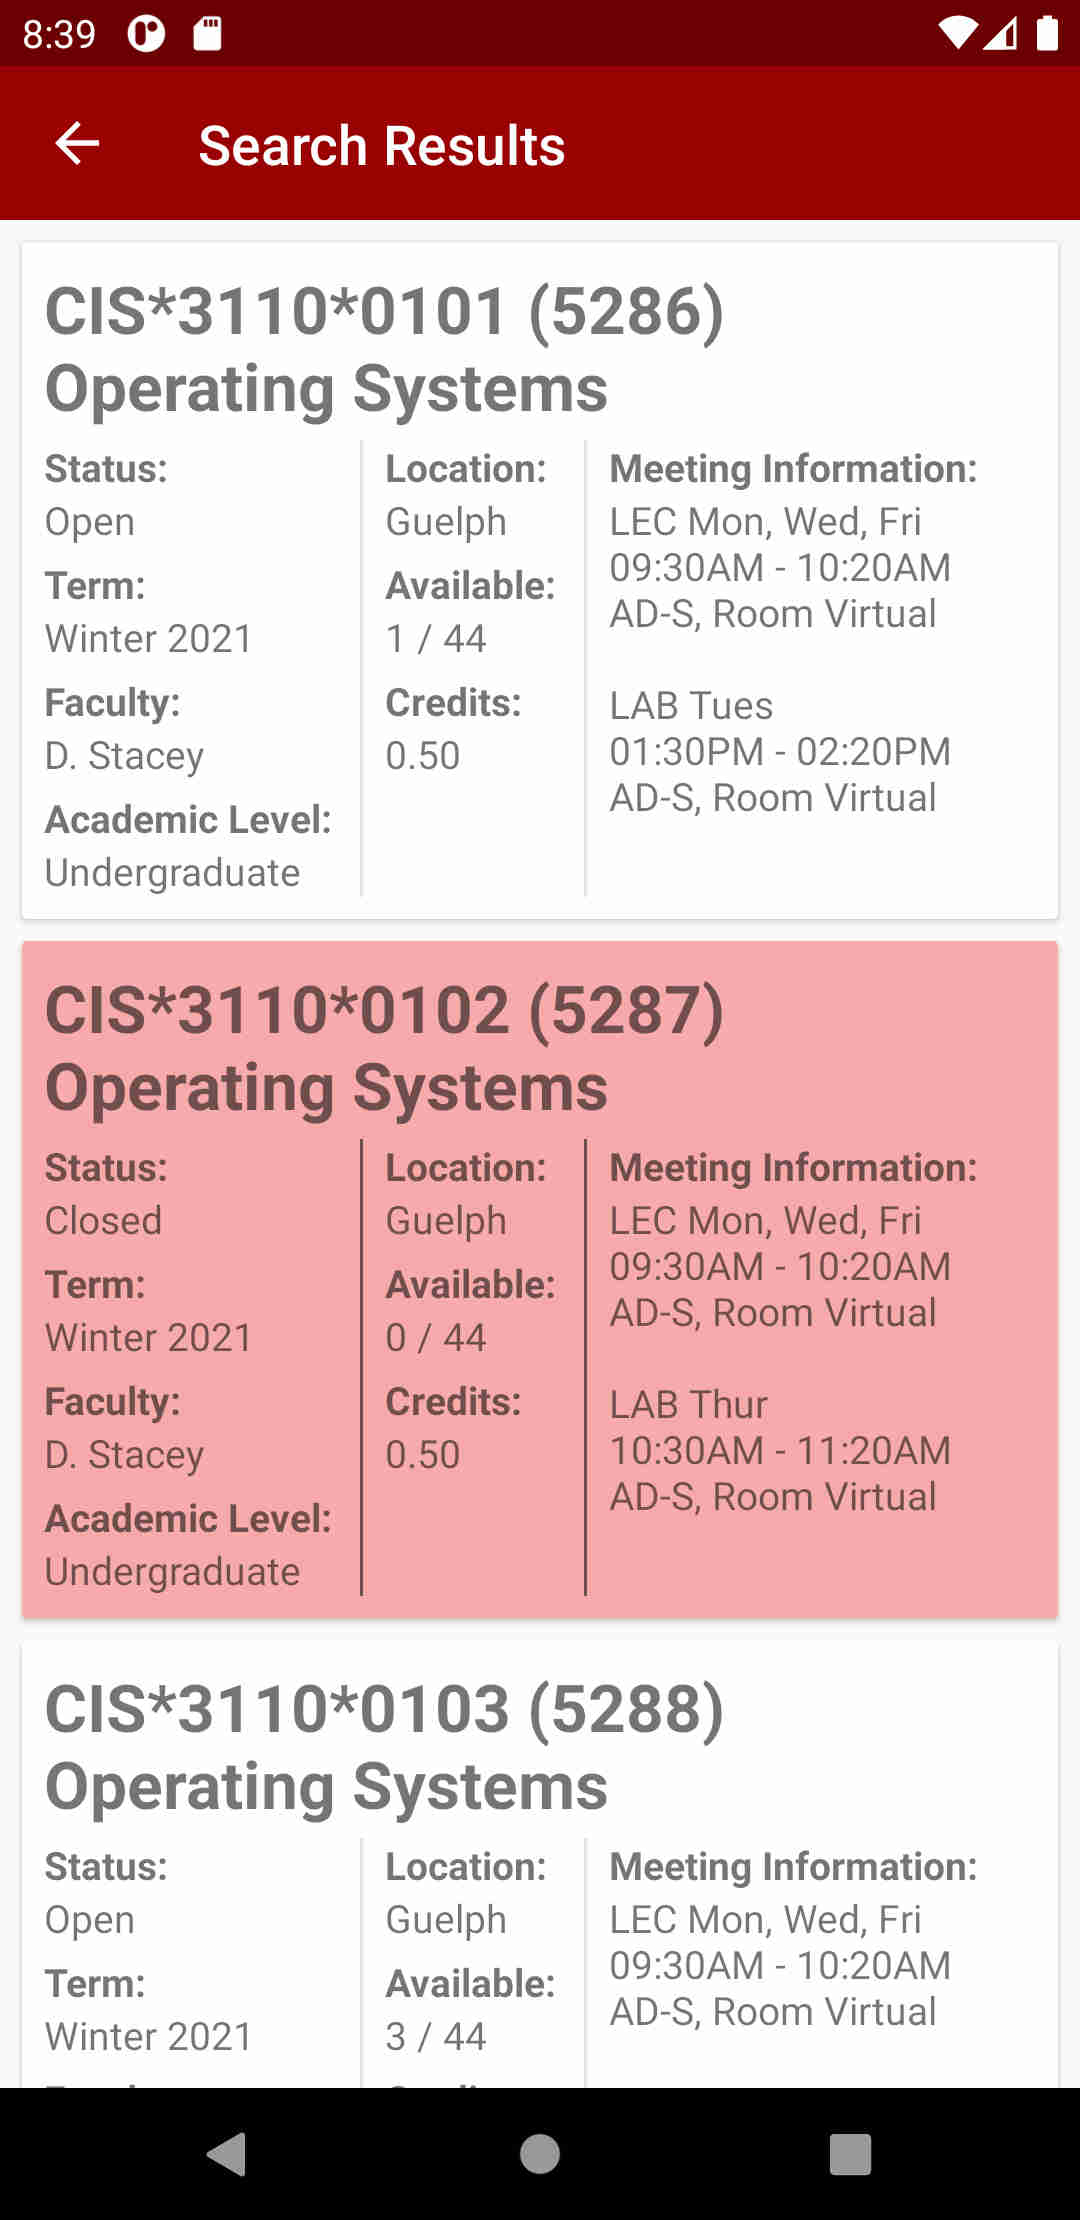 8:39
Search Results
CIS*3110*0101 (5286)
Operating Systems
Status:
Open
Term:
Winter 2021
Faculty:
D. Stacey
Academic Level:
Undergraduate
Location:
Guelph
Available:
1 / 44
Credits:
0.50
Meeting Information:
LEC Mon, Wed, Fri
09:30AM - 10:20AM
AD-S, Room Virtual
LAB Tues
01:30PM - 02:20PM
AD-S, Room Virtual
CIS*3110*0102 (5287)
Operating Systems
Status:
Closed
Term:
Winter 2021
Faculty:
D. Stacey
Academic Level:
Undergraduate
Location:
Guelph
Available:
0 / 44
Credits:
0.50
Meeting Information:
LEC Mon, Wed, Fri
09:30AM - 10:20AM
AD-S, Room Virtual
LAB Thur
10:30AM - 11:20AM
AD-S, Room Virtual
CIS*3110*0103 (5288)
Operating Systems
Status:
Open
Term:
Winter 2021
Location:
Guelph
Available:
3 / 44
Meeting Information:
LEC Mon, Wed, Fri
09:30AM - 10:20AM
AD-S, Room Virtual